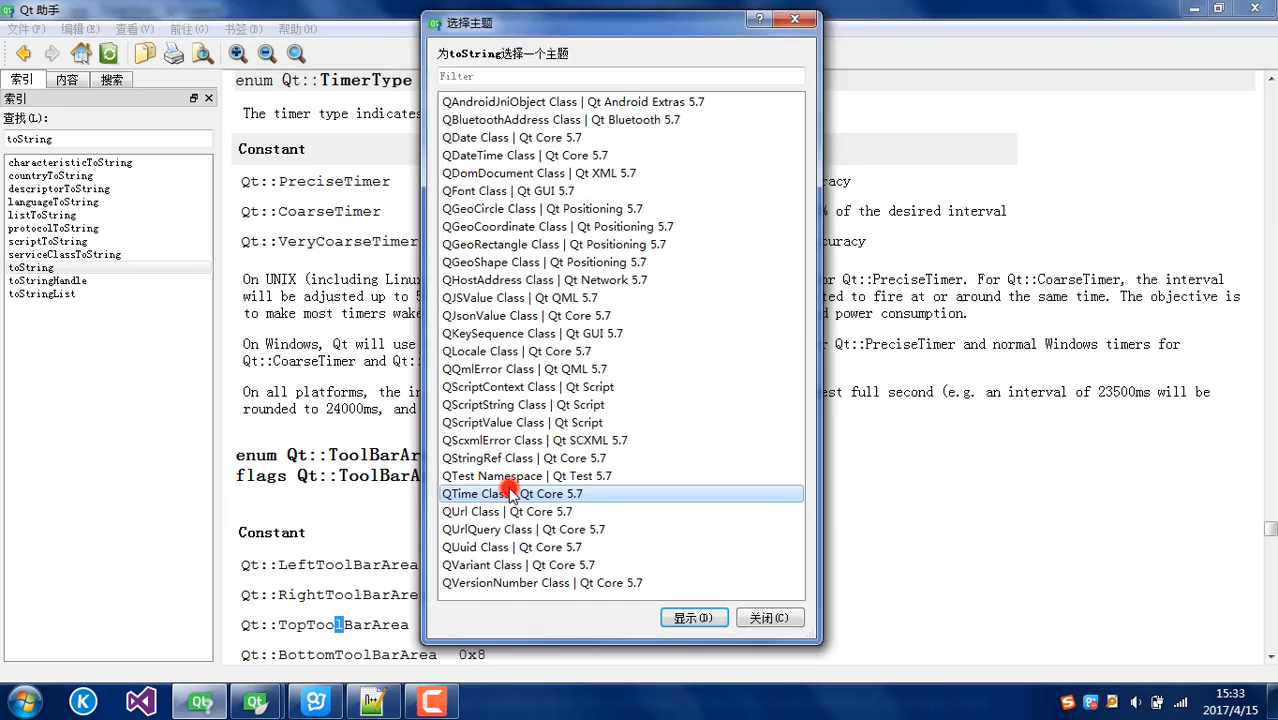 Qt 助手
文件(F) 编辑(E) 查看(V) 前往(G) 书签(B) 帮助(H)
索引 内容 搜索
索引
查找(L):
toString
characteristicToString
countryToString
descriptorToString
languageToString
listToString
protocolToString
scriptToString
serviceClassToString
toString
toStringHandle
toStringList
enum Qt::TimerType
The timer type indicates
Constant
Qt::PreciseTimer
Qt::CoarseTimer
% of the desired interval
Qt::VeryCoarseTimer
On UNIX (including Linux
r Qt::PreciseTimer. For Qt::CoarseTimer, the interval
will be adjusted up to 5
ted to fire at or around the same time. The objective is
to make most timers wake
d power consumption.
On Windows, Qt will use
r Qt::PreciseTimer and normal Windows timers for
Qt::CoarseTimer and Qt::
On all platforms, the in
est full second (e.g. an interval of 23500ms will be
rounded to 24000ms, and
enum Qt::ToolBarAr
flags Qt::ToolBarA
Constant
Qt::LeftToolBarArea
Qt::RightToolBarArea
Qt::TopToolBarArea
Qt::BottomToolBarArea 0x8
选择主题
为toString选择一个主题
Filter
QAndroidJniObject Class | Qt Android Extras 5.7
QBluetoothAddress Class | Qt Bluetooth 5.7
QDate Class | Qt Core 5.7
QDateTime Class | Qt Core 5.7
QDomDocument Class | Qt XML 5.7
QFont Class | Qt GUI 5.7
QGeoCircle Class | Qt Positioning 5.7
QGeoCoordinate Class | Qt Positioning 5.7
QGeoRectangle Class | Qt Positioning 5.7
QGeoShape Class | Qt Positioning 5.7
QHostAddress Class | Qt Network 5.7
QJSValue Class | Qt QML 5.7
QJsonValue Class | Qt Core 5.7
QKeySequence Class | Qt GUI 5.7
QLocale Class | Qt Core 5.7
QQmlError Class | Qt QML 5.7
QScriptContext Class | Qt Script
QScriptString Class | Qt Script
QScriptValue Class | Qt Script
QScxmlError Class | Qt SCXML 5.7
QStringRef Class | Qt Core 5.7
QTest Namespace | Qt Test 5.7
QTime Class | Qt Core 5.7
QUrl Class | Qt Core 5.7
QUrlQuery Class | Qt Core 5.7
QUuid Class | Qt Core 5.7
QVariant Class | Qt Core 5.7
QVersionNumber Class | Qt Core 5.7
显示(D) 关闭(C)
15:33
2017/4/15